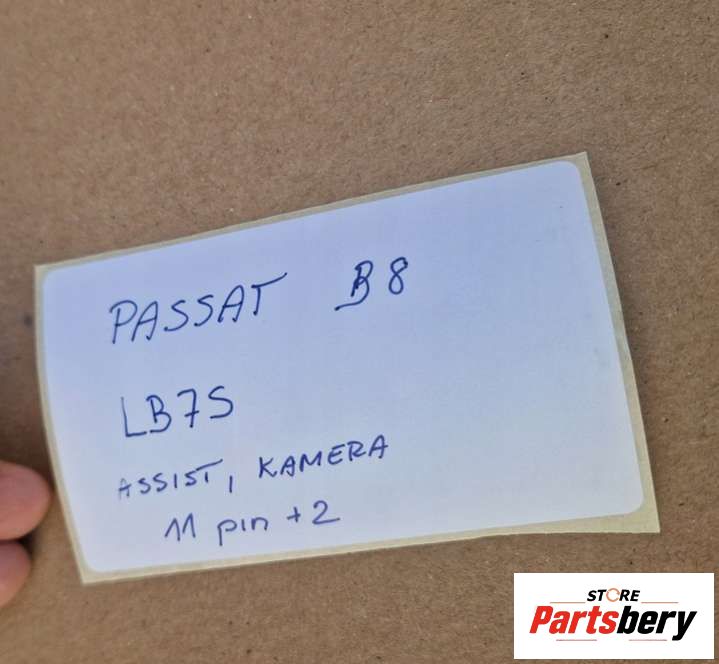 PASSAT B8
LB7S
ASSIST, KAMERA
11 pin + 2
STORE
Partsbery